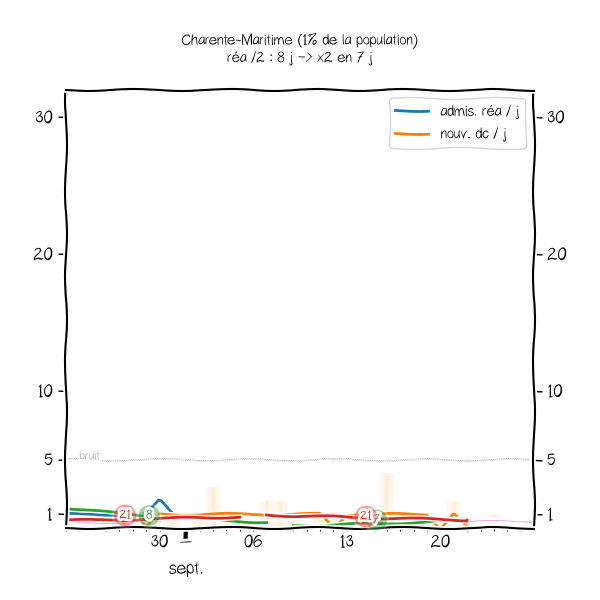 Charente-Maritime (1% de la population)
réa /2 : 8 j -> x2 en 7 j
admis. réa / j
nouv. dc / j
30
30
20
20
10
10
5
5
bruit
1
1
21
8
21
30
06
13
20
sept.